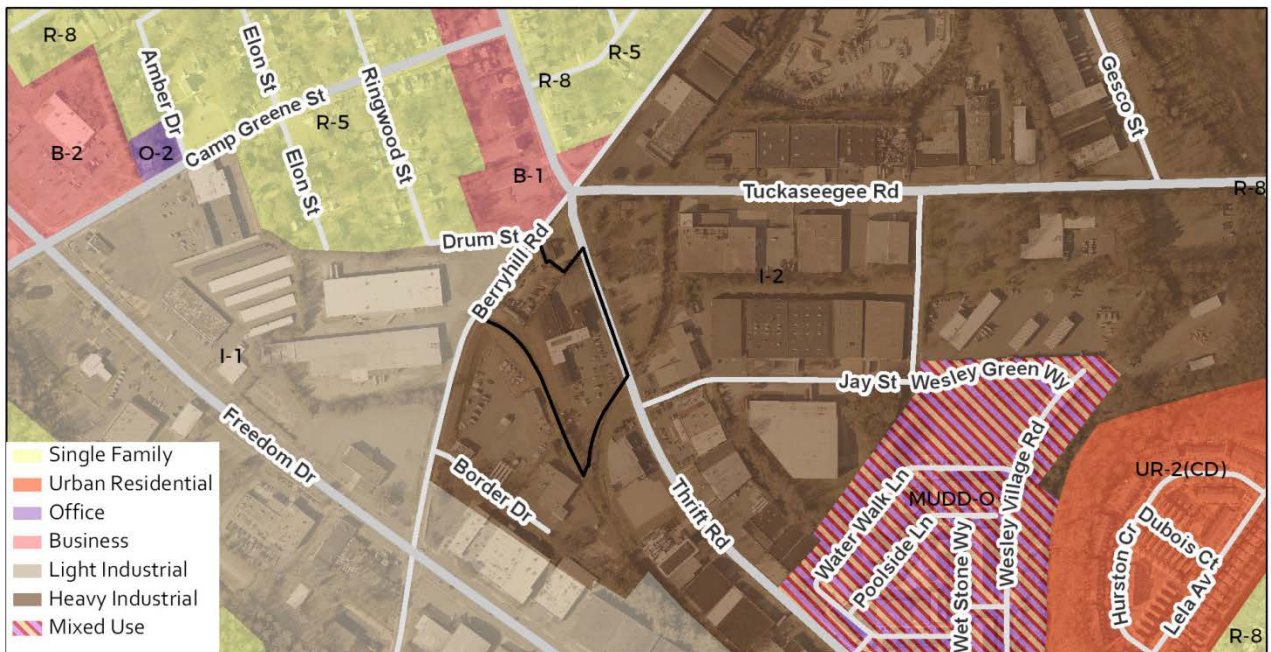 R-8
Amber Dr
Elon St
Ringwood St
R-5
R-8
Gesco St
Camp Greene St
R-5
B-2
O-2
Elon St
B-1
Tuckaseegee Rd
R-8
Drum St
Berryhill Rd
I-2
I-1
Jay St
Wesley Green Wy
Freedom Dr
Single Family
Urban Residential
Office
Business
Light Industrial
Heavy Industrial
Mixed Use
Border Dr
Thrift Rd
Water Walk Ln
MUDD-O
Poolside Ln
Wet Stone Wy
Wesley Village Rd
UR-2(CD)
Dubois Ct
Hurston Cr
Lela Av
R-8